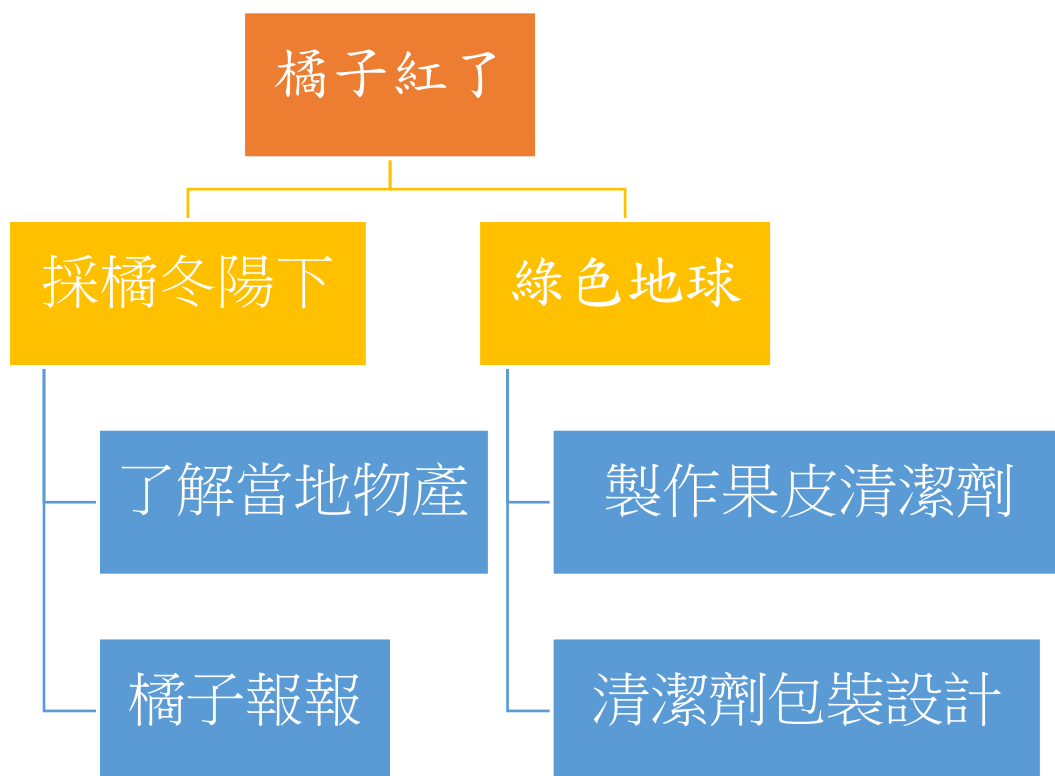 橘子紅了
採橘冬陽下
綠色地球
了解當地物產
製作果皮清潔劑
橘子報報
清潔劑包裝設計